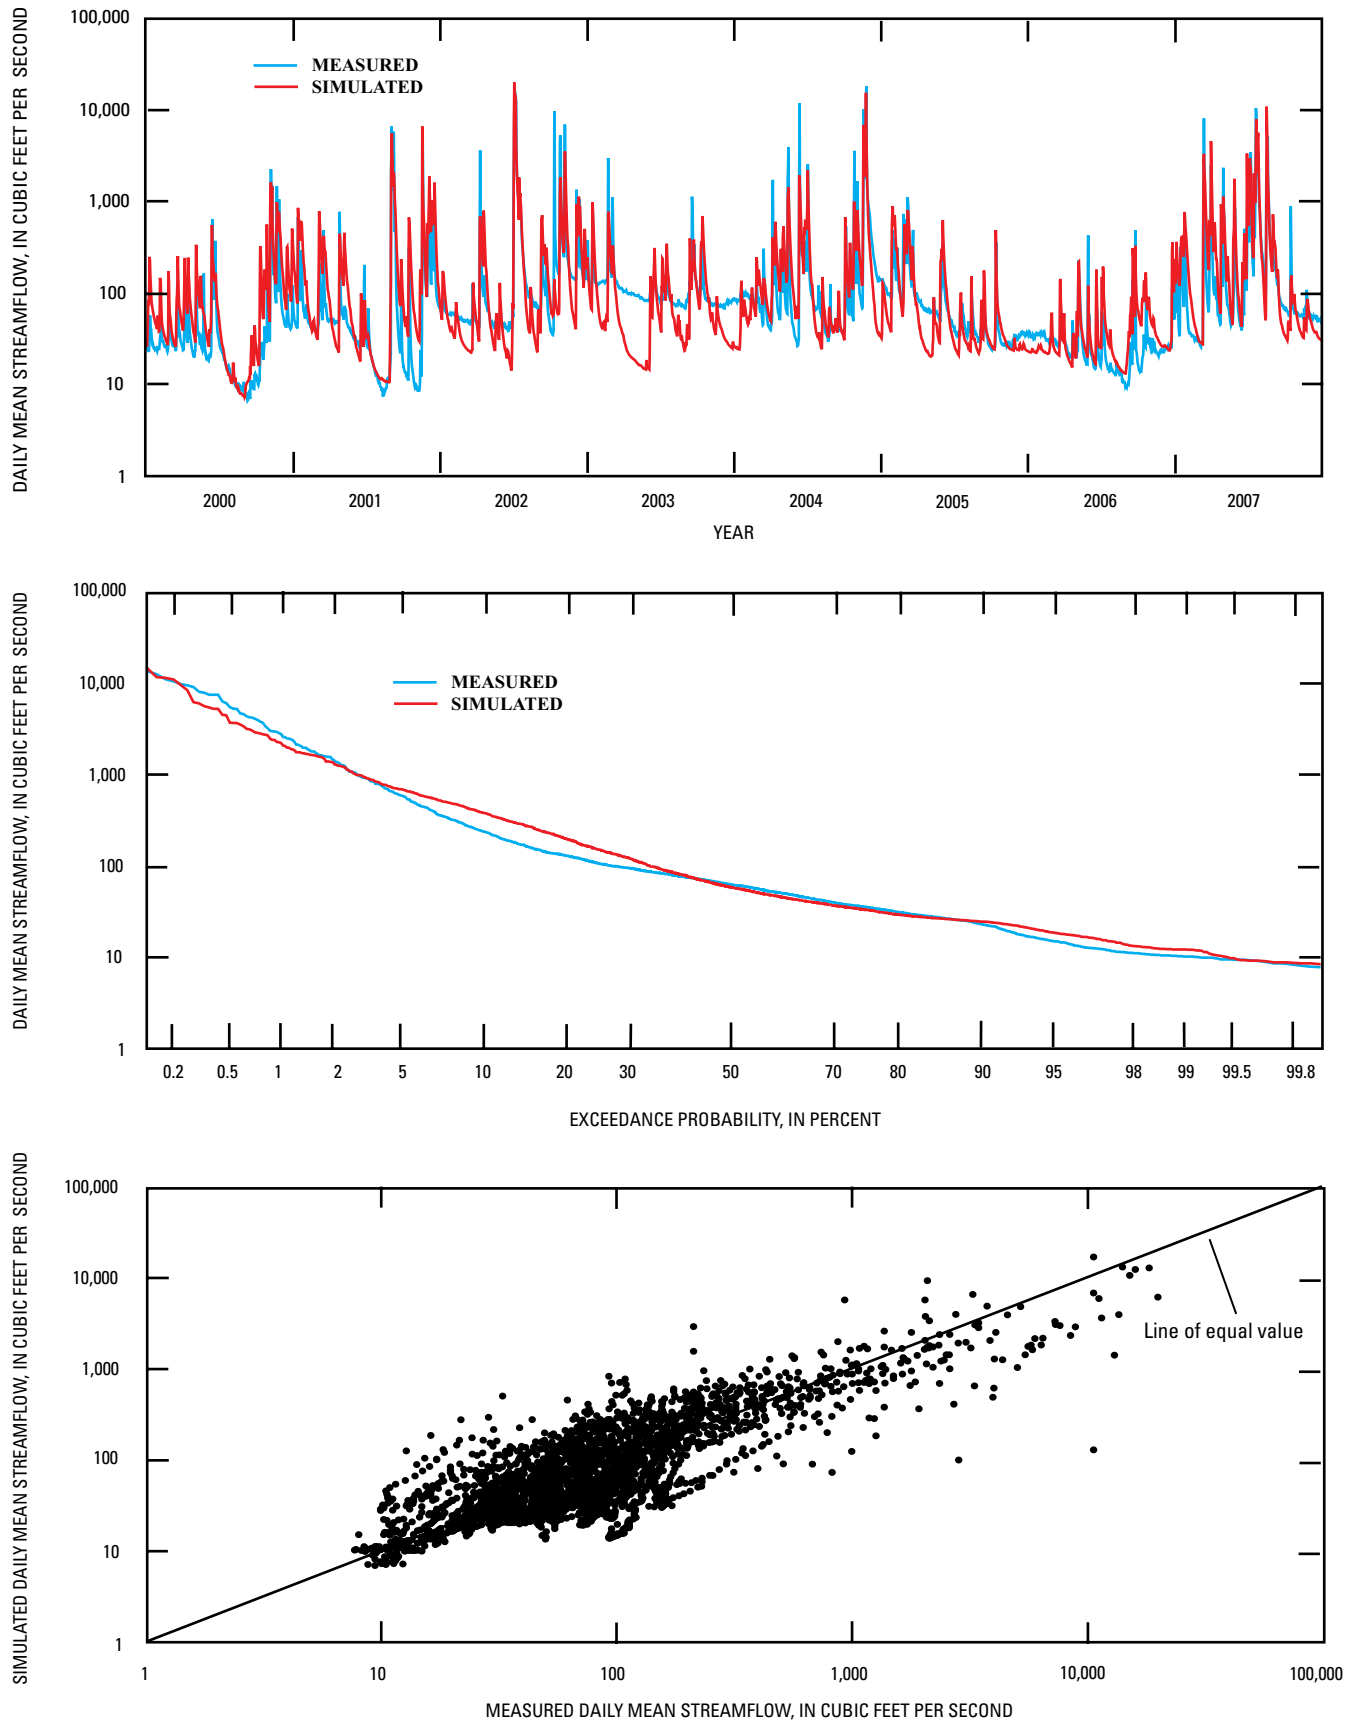 DAILY MEAN STREAMFLOW, IN CUBIC FEET PER SECOND
100,000
10,000
1,000
100
10
1
MEASURED
SIMULATED
2000 2001 2002 2003 2004 2005 2006 2007
YEAR
DAILY MEAN STREAMFLOW, IN CUBIC FEET PER SECOND
100,000
10,000
1,000
100
10
1
MEASURED
SIMULATED
0.2 0.5 1 2 5 10 20 30 50 70 80 90 95 98 99 99.5 99.8
EXCEEDANCE PROBABILITY, IN PERCENT
SIMULATED DAILY MEAN STREAMFLOW, IN CUBIC FEET PER SECOND
100,000
10,000
1,000
100
10
1
Line of equal value
1 10 100 1,000 10,000 100,000
MEASURED DAILY MEAN STREAMFLOW, IN CUBIC FEET PER SECOND